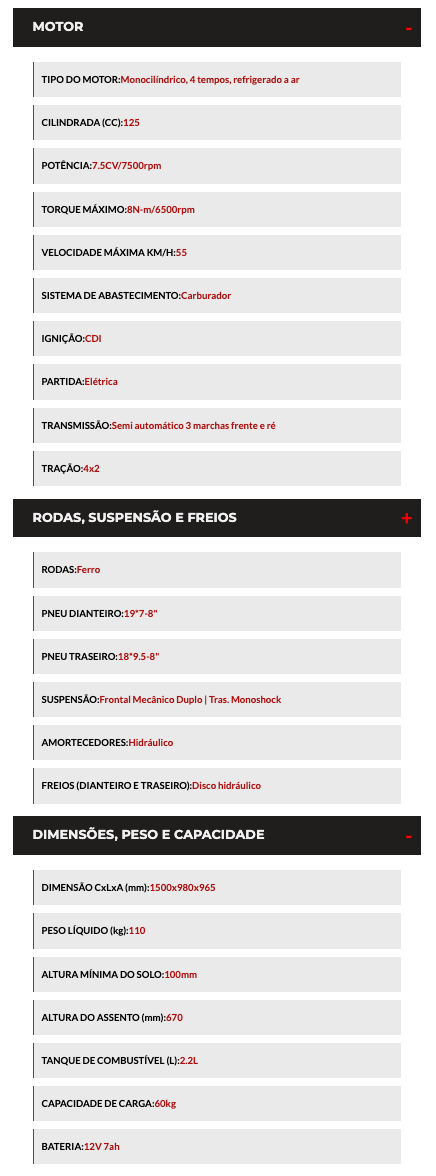 MOTOR -
TIPO DO MOTOR:Monocilíndrico, 4 tempos, refrigerado a ar
CILINDRADA (CC):125
POTÊNCIA:7.5CV/7500rpm
TORQUE MÁXIMO:8N-m/6500rpm
VELOCIDADE MÁXIMA KM/H:55
SISTEMA DE ABASTECIMENTO:Carburador
IGNIÇÃO:CDI
PARTIDA:Elétrica
TRANSMISSÃO:Semi automático 3 marchas frente e ré
TRAÇÃO:4x2
RODAS, SUSPENSÃO E FREIOS +
RODAS:Ferro
PNEU DIANTEIRO:19*7-8"
PNEU TRASEIRO:18*9.5-8"
SUSPENSÃO:Frontal Mecânico Duplo | Tras. Monoshock
AMORTECEDORES:Hidráulico
FREIOS (DIANTEIRO E TRASEIRO):Disco hidráulico
DIMENSÕES, PESO E CAPACIDADE -
DIMENSÃO CxLxA (mm):1500x980x965
PESO LÍQUIDO (kg):110
ALTURA MÍNIMA DO SOLO:100mm
ALTURA DO ASSENTO (mm):670
TANQUE DE COMBUSTÍVEL (L):2.2L
CAPACIDADE DE CARGA:60kg
BATERIA:12V 7ah